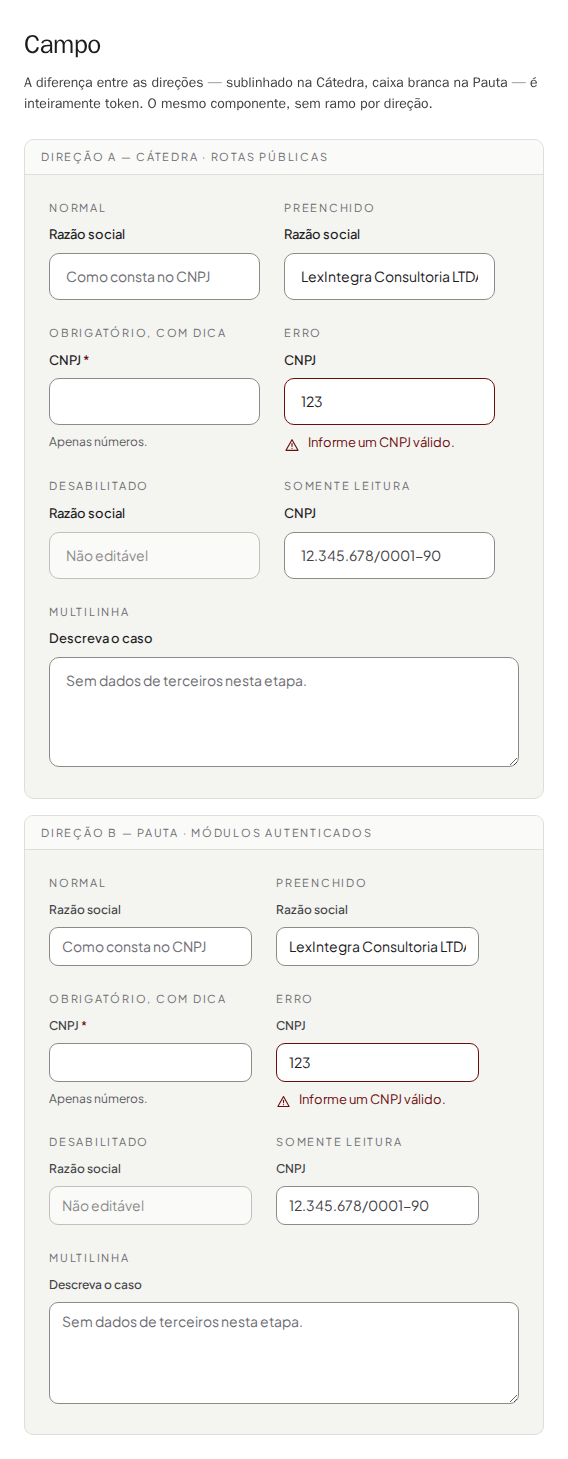 Campo
A diferença entre as direções — sublinhado na Cátedra, caixa branca na Pauta — é
inteiramente token. O mesmo componente, sem ramo por direção.
DIREÇÃO A — CÁTEDRA · ROTAS PÚBLICAS
NORMAL
Razão social
Como consta no CNPJ
PREENCHIDO
Razão social
LexIntegra Consultoria LTDA
OBRIGATÓRIO, COM DICA
CNPJ *
Apenas números.
ERRO
CNPJ
123
Informe um CNPJ válido.
DESABILITADO
Razão social
Não editável
SOMENTE LEITURA
CNPJ
12.345.678/0001-90
MULTILINHA
Descreva o caso
Sem dados de terceiros nesta etapa.
DIREÇÃO B — PAUTA · MÓDULOS AUTENTICADOS
NORMAL
Razão social
Como consta no CNPJ
PREENCHIDO
Razão social
LexIntegra Consultoria LTDA
OBRIGATÓRIO, COM DICA
CNPJ *
Apenas números.
ERRO
CNPJ
123
Informe um CNPJ válido.
DESABILITADO
Razão social
Não editável
SOMENTE LEITURA
CNPJ
12.345.678/0001-90
MULTILINHA
Descreva o caso
Sem dados de terceiros nesta etapa.